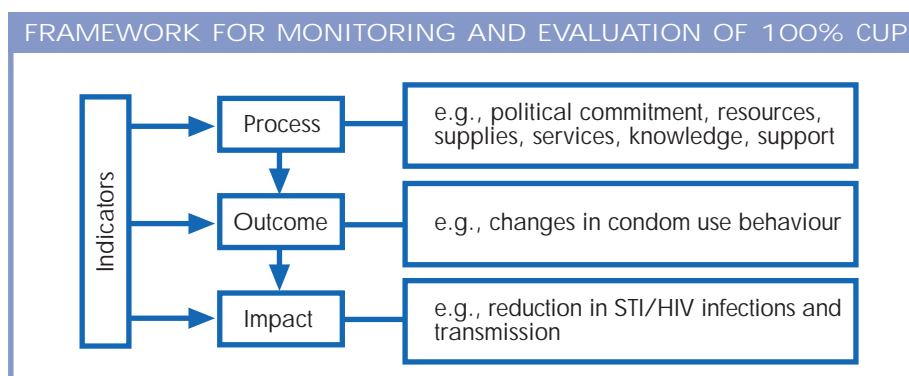 FRAMEWORK FOR MONITORING AND EVALUATION OF 100% CUP
Indicators
Process
e.g., political commitment, resources,
supplies, services, knowledge, support
Outcome
e.g., changes in condom use behaviour
Impact
e.g., reduction in STI/HIV infections and
transmission